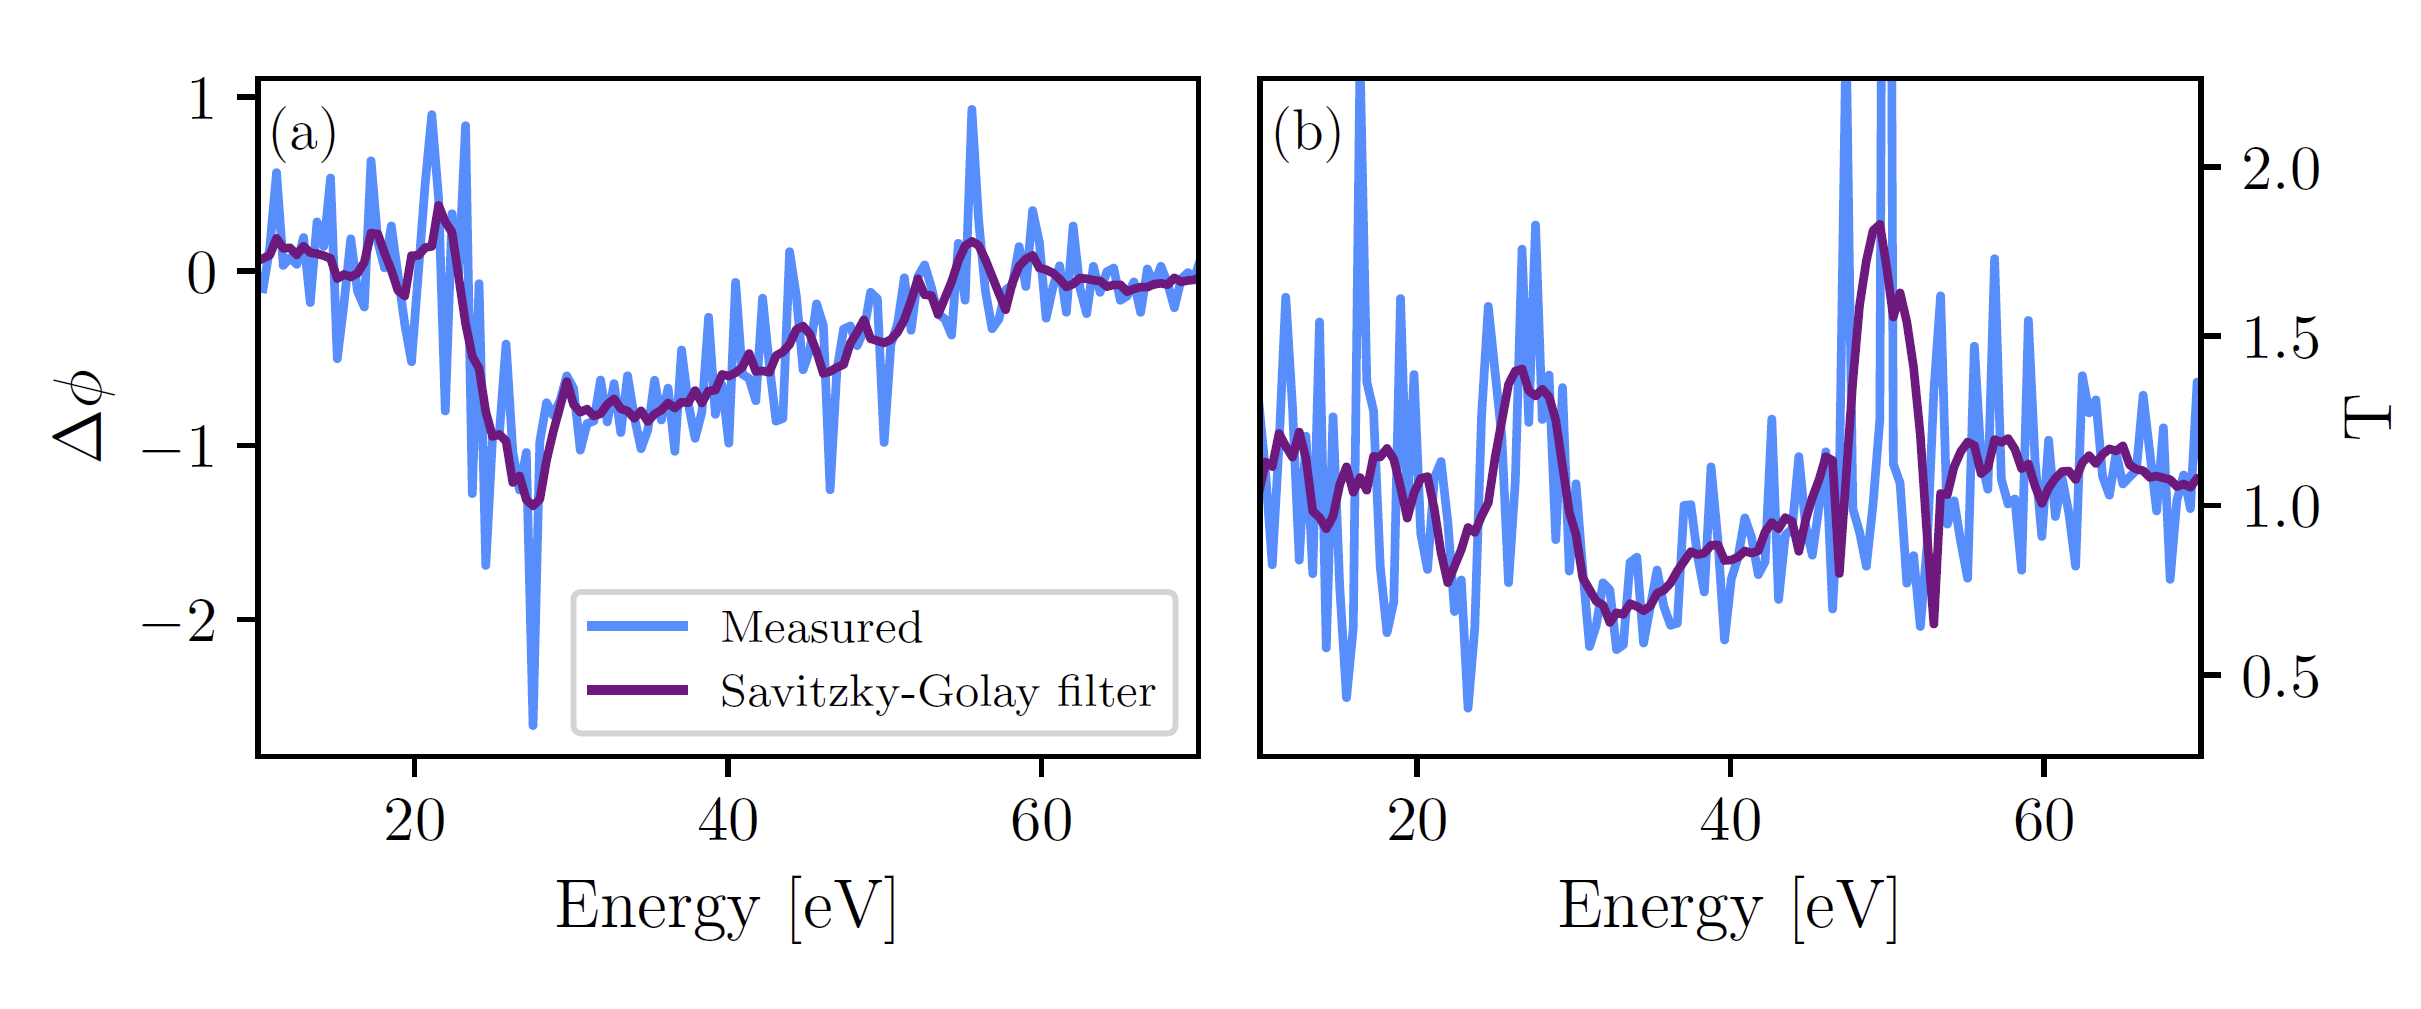 (a)
1
0
−1
−2
Δϕ
Measured
Savitzky-Golay filter
20 40 60
Energy [eV]
(b)
2.0
1.5
1.0
0.5
T
20 40 60
Energy [eV]